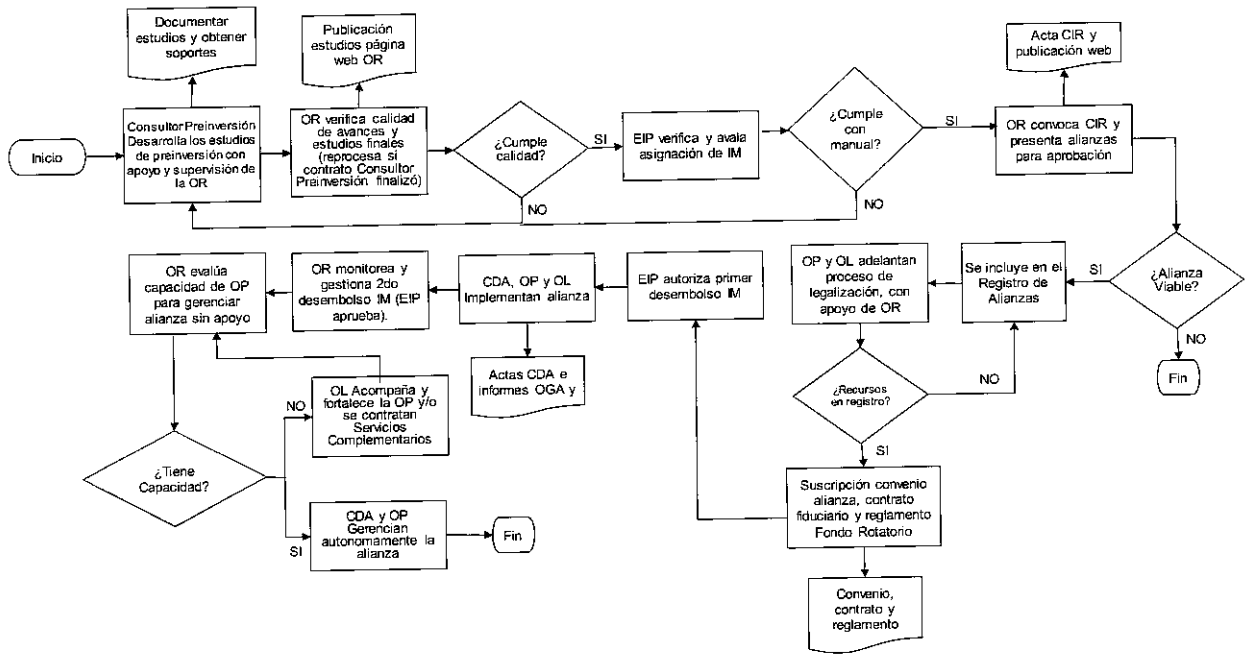 Documentar
estudios y obtener
soportes
Publicación
estudios página
web OR
Acta CIR y
publicación web
Inicio
Consultor Preinversión
Desarrolla los estudios
de preinversión con
apoyo y supervisión de
la OR
OR verifica calidad
de avances y
estudios finales
(reprocesa si
contrato Consultor
Preinversión finalizó)
¿Cumple
calidad?
SI
NO
EIP verifica y avala
asignación de IM
¿Cumple
con
manual?
SI
NO
OR convoca CIR y
presenta alianzas
para aprobación
¿Alianza
Viable?
SI
NO
Fin
Se incluye en el
Registro de
Alianzas
OP y OL adelantan
proceso de
legalización, con
apoyo de OR
¿Recursos
en registro?
NO
SI
Suscripción convenio
alianza, contrato
fiduciario y reglamento
Fondo Rotatorio
Convenio,
contrato y
reglamento
EIP autoriza primer
desembolso IM
CDA, OP y OL
Implementan alianza
Actas CDA e
informes OGA y
OR monitorea y
gestiona 2do
desembolso IM (EIP
aprueba).
OR evalúa
capacidad de OP
para gerenciar
alianza sin apoyo
¿Tiene
Capacidad?
NO
OL Acompaña y
fortalece la OP y/o
se contratan
Servicios
Complementarios
SI
CDA y OP
Gerencian
autonomamente la
alianza
Fin